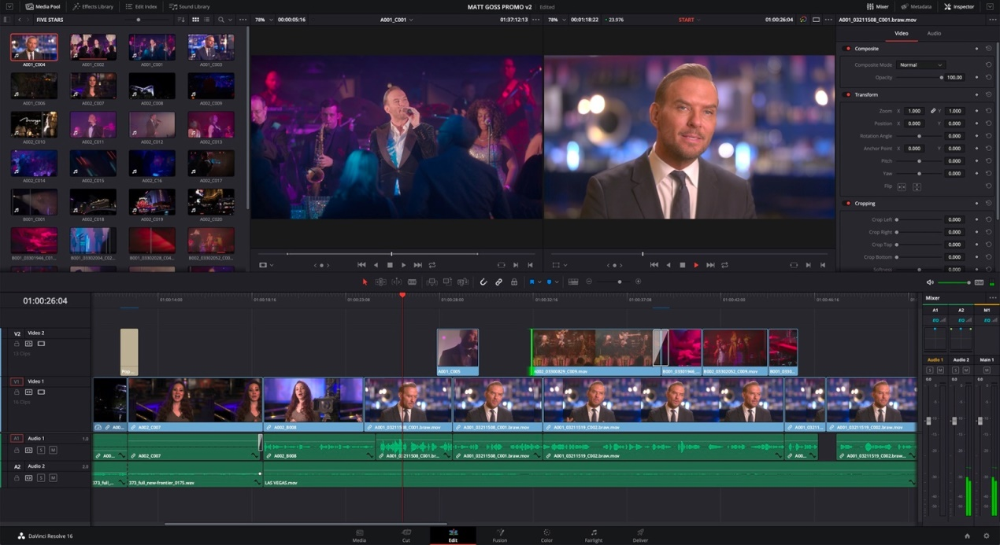 Media Pool Effects Library Edit Index Sound Library MATT GOSS PROMO v2 Edited Mixer Metadata Inspector
FIVE STARS 78% 00:00:05:16 A001_C001 01:37:12:13 78% 00:01:18:22 23.976 START 01:00:26:04 A001_03211508_C001.braw.mov
Video Audio
A001_C004 A001_C002 A001_C001 A001_C003
A001_C006 A002_C007 A002_C008 A002_C009
A002_C010 A002_C011 A002_C012 A002_C013
A002_C014 A002_C15 A002_C16 A002_C017
B001_C001 A002_C018 A002_C019 A002_C020
B001_03301946_C01... B001_03302004_C02... B001_03302028_C04... B002_03302052_C00...
Composite
Composite Mode Normal
Opacity 100.00
Transform
Zoom X 1.000 Y 1.000
Position X 0.000 Y 0.000
Rotation Angle 0.000
Anchor Point X 0.000 Y 0.000
Pitch 0.000
Yaw 0.000
Flip
Cropping
Crop Left 0.000
Crop Right 0.000
Crop Top 0.000
Crop Bottom 0.000
Softness 0.000
DIM
01:00:26:04 01:00:14:00 01:00:18:16 01:00:23:08 01:00:28:00 01:00:32:16 01:00:37:08 01:00:42:00 01:00:46:16
Mixer
A1 A2 M1
EQ EQ EQ
V2 Video 2
13 Clips
Pop ... A001_C005 A002_03300829_C009.mov B001_03301946_... B002_03302052_C009.mov B001_0330...
Audio 1 Audio 2 Main 1
S M S M M
0.0 0.0 0.0
V1 Video 1
A00... A002_C007 A002_B008 A001_03211508_C001.braw.mov A001_03211508_C001.braw.mov A001_03211519_C002.braw.mov A001_03211... A001_03211519_C002.braw.mov
A1 Audio 1 1.0
S M
A00... A002_C007 A002_B008 A001_03211508_C001.br... A001_03211508_C001.braw.mov A001_03211519_C002.braw.mov A00... A001_03211519_C002.braw.mov
A2 Audio 2 2.0
S M
373_full_... 373_full_new-frontier_0175.wav LAS VEGAS.mov
DaVinci Resolve 16 Media Cut Edit Fusion Color Fairlight Deliver